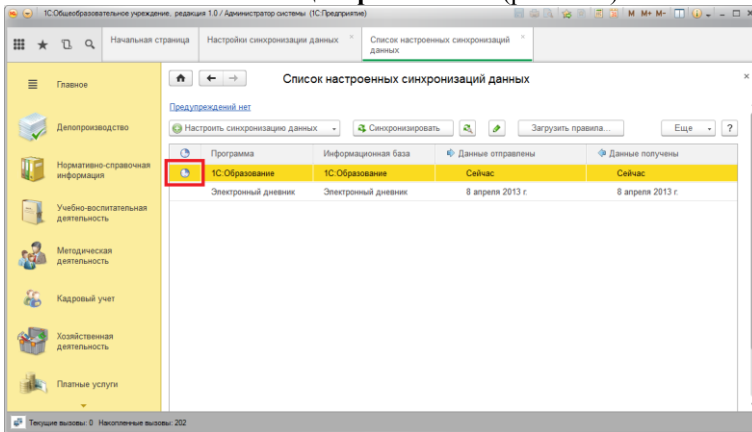 1С:Общеобразовательное учреждение, редакция 1.0 / Администратор системы (1С:Предприятие)
M M+ M-
Начальная страница
Настройки синхронизации данных ×
Список настроенных синхронизаций данных ×
Главное
Делопроизводство
Нормативно-справочная информация
Учебно-воспитательная деятельность
Методическая деятельность
Кадровый учет
Хозяйственная деятельность
Платные услуги
Список настроенных синхронизаций данных
Предупреждений нет
Настроить синхронизацию данных
Синхронизировать
Загрузить правила...
Еще
?
Программа Информационная база Данные отправлены Данные получены
1С:Образование 1С:Образование Сейчас Сейчас
Электронный дневник Электронный дневник 8 апреля 2013 г. 8 апреля 2013 г.
Текущие вызовы: 0 Накопленные вызовы: 202